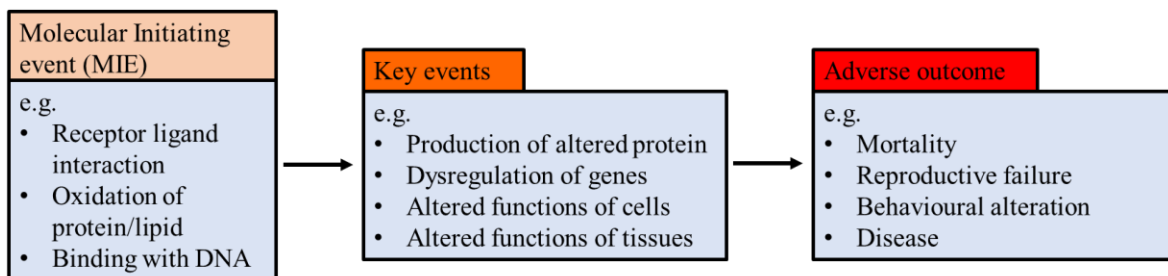 Molecular Initiating
event (MIE)
e.g.
• Receptor ligand
interaction
• Oxidation of
protein/lipid
• Binding with DNA
Key events
e.g.
• Production of altered protein
• Dysregulation of genes
• Altered functions of cells
• Altered functions of tissues
Adverse outcome
e.g.
• Mortality
• Reproductive failure
• Behavioural alteration
• Disease